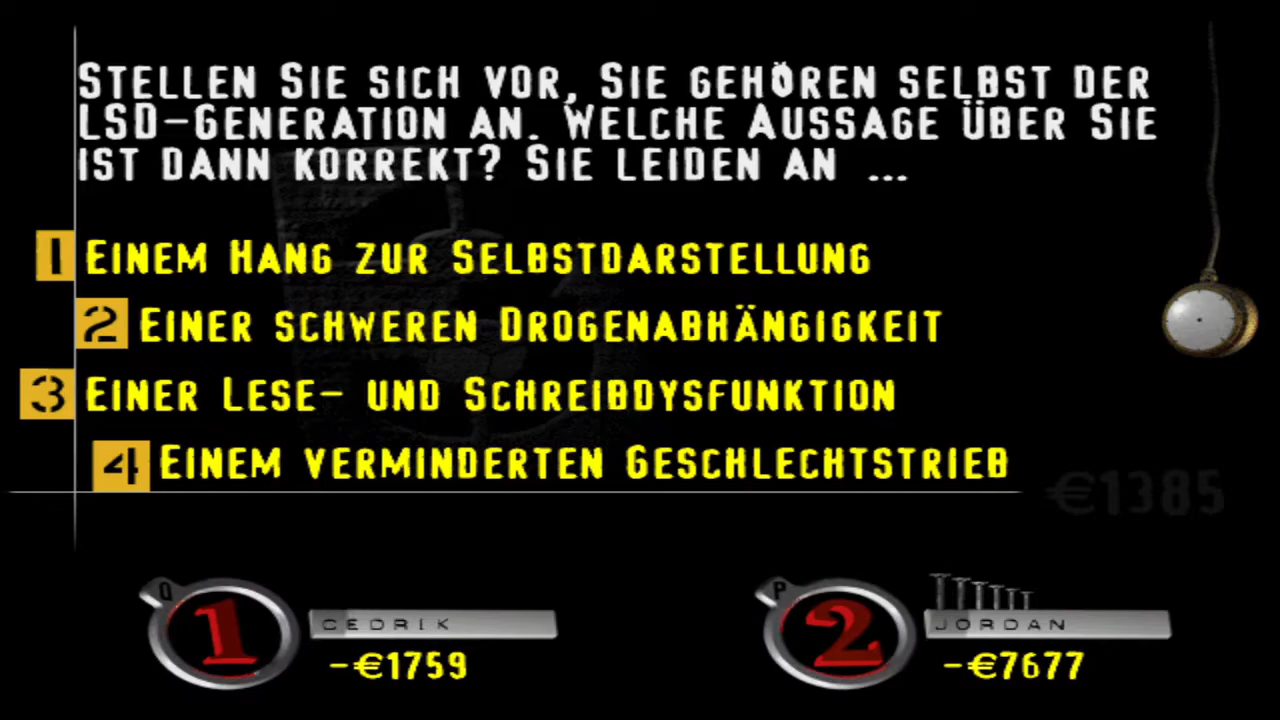 Stellen Sie sich vor, Sie gehören selbst der
LSD-Generation an. Welche Aussage über Sie
ist dann korrekt? Sie leiden an ...
1 Einem Hang zur Selbstdarstellung
2 Einer schweren Drogenabhängigkeit
3 Einer Lese- und Schreibdysfunktion
4 Einem verminderten Geschlechtstrieb
€1385
Q 1 CEDRIK
-€1759
P 2 JORDAN
-€7677